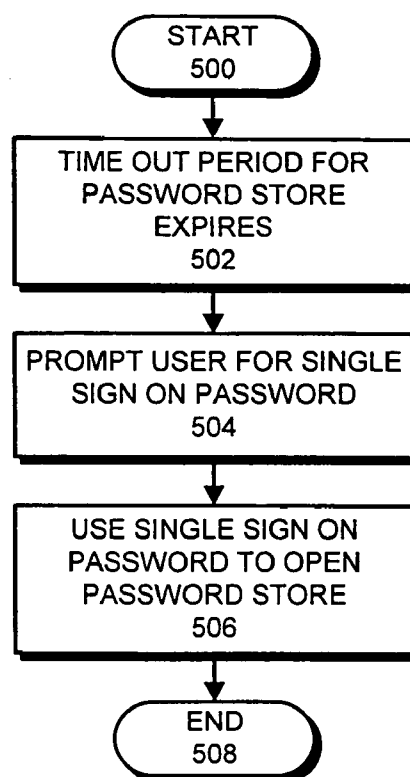 START
500
TIME OUT PERIOD FOR
PASSWORD STORE
EXPIRES
502
PROMPT USER FOR SINGLE
SIGN ON PASSWORD
504
USE SINGLE SIGN ON
PASSWORD TO OPEN
PASSWORD STORE
506
END
508